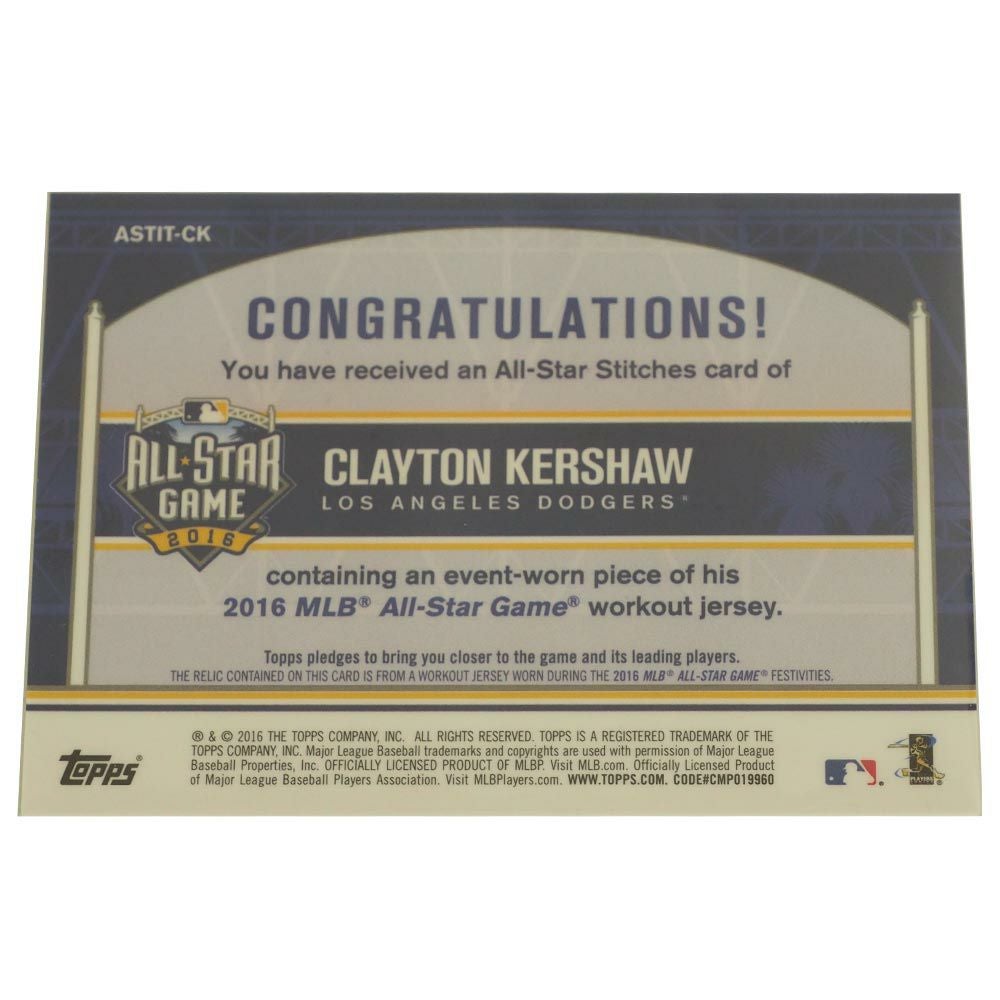 ASTIT-CK
CONGRATULATIONS!
You have received an All-Star Stitches card of
ALL★STAR
GAME
2016
CLAYTON KERSHAW
LOS ANGELES DODGERS®
containing an event-worn piece of his
2016 MLB® All-Star Game® workout jersey.
Topps pledges to bring you closer to the game and its leading players.
THE RELIC CONTAINED ON THIS CARD IS FROM A WORKOUT JERSEY WORN DURING THE 2016 MLB® ALL-STAR GAME® FESTIVITIES.
Topps®
® & © 2016 THE TOPPS COMPANY, INC. ALL RIGHTS RESERVED. TOPPS IS A REGISTERED TRADEMARK OF THE
TOPPS COMPANY, INC. Major League Baseball trademarks and copyrights are used with permission of Major League
Baseball Properties, Inc. OFFICIALLY LICENSED PRODUCT OF MLBP. Visit MLB.com. Officially Licensed Product
of Major League Baseball Players Association. Visit MLBPlayers.com. WWW.TOPPS.COM. CODE#CMP019960
PLAYERS